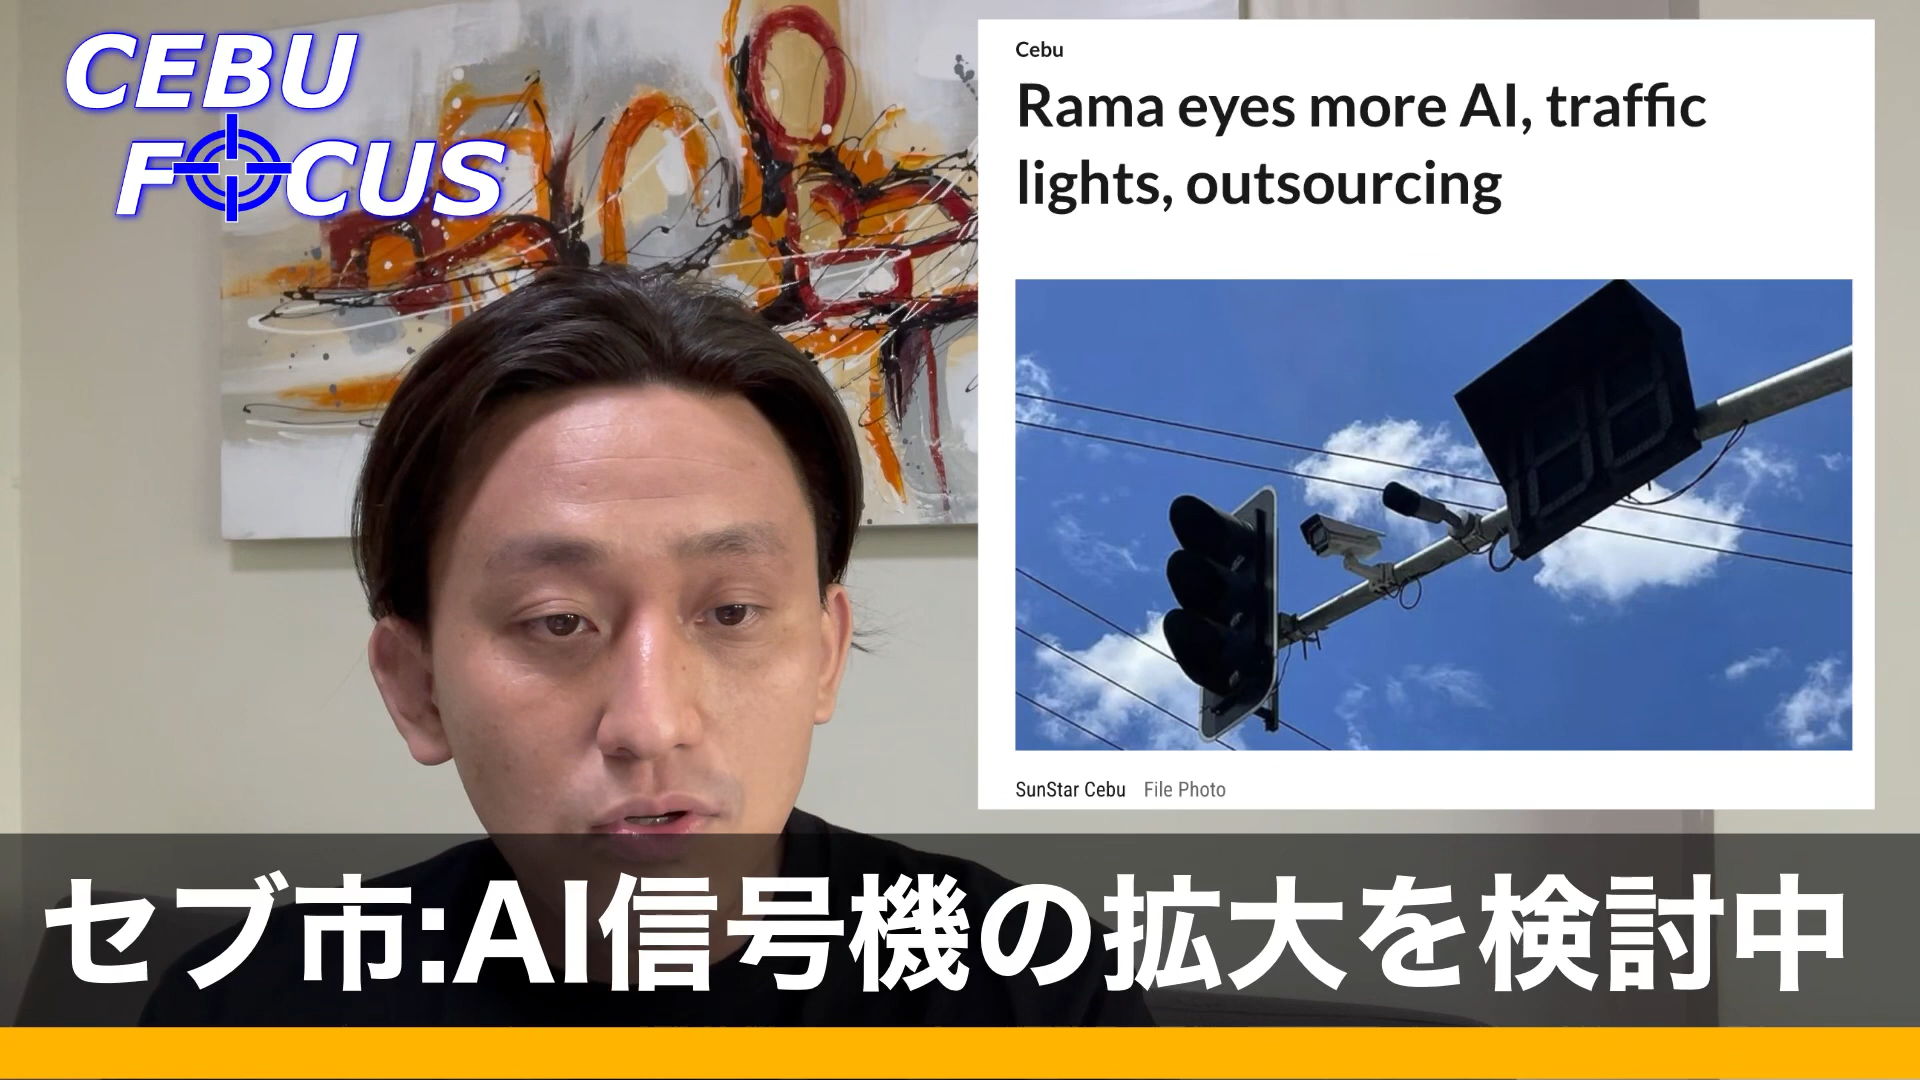 CEBU
FOCUS
Cebu
Rama eyes more AI, traffic
lights, outsourcing
SunStar Cebu File Photo
セブ市:AI信号機の拡大を検討中